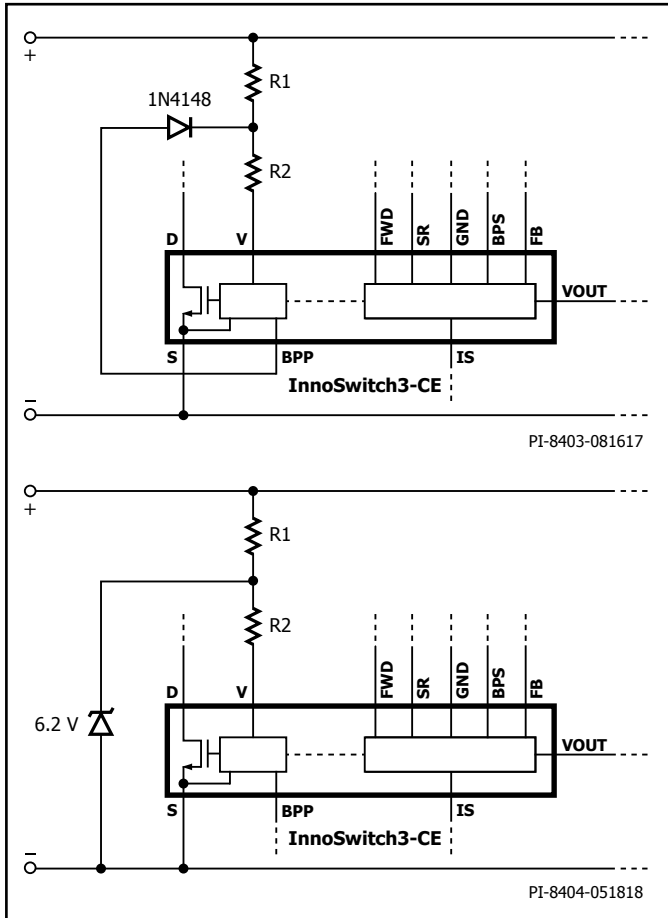 +
R1
1N4148
R2
D
V
FWD
SR
GND
BPS
FB
VOUT
S
BPP
IS
InnoSwitch3-CE
−
PI-8403-081617
+
R1
R2
D
V
FWD
SR
GND
BPS
FB
6.2 V
VOUT
S
BPP
IS
InnoSwitch3-CE
−
PI-8404-051818